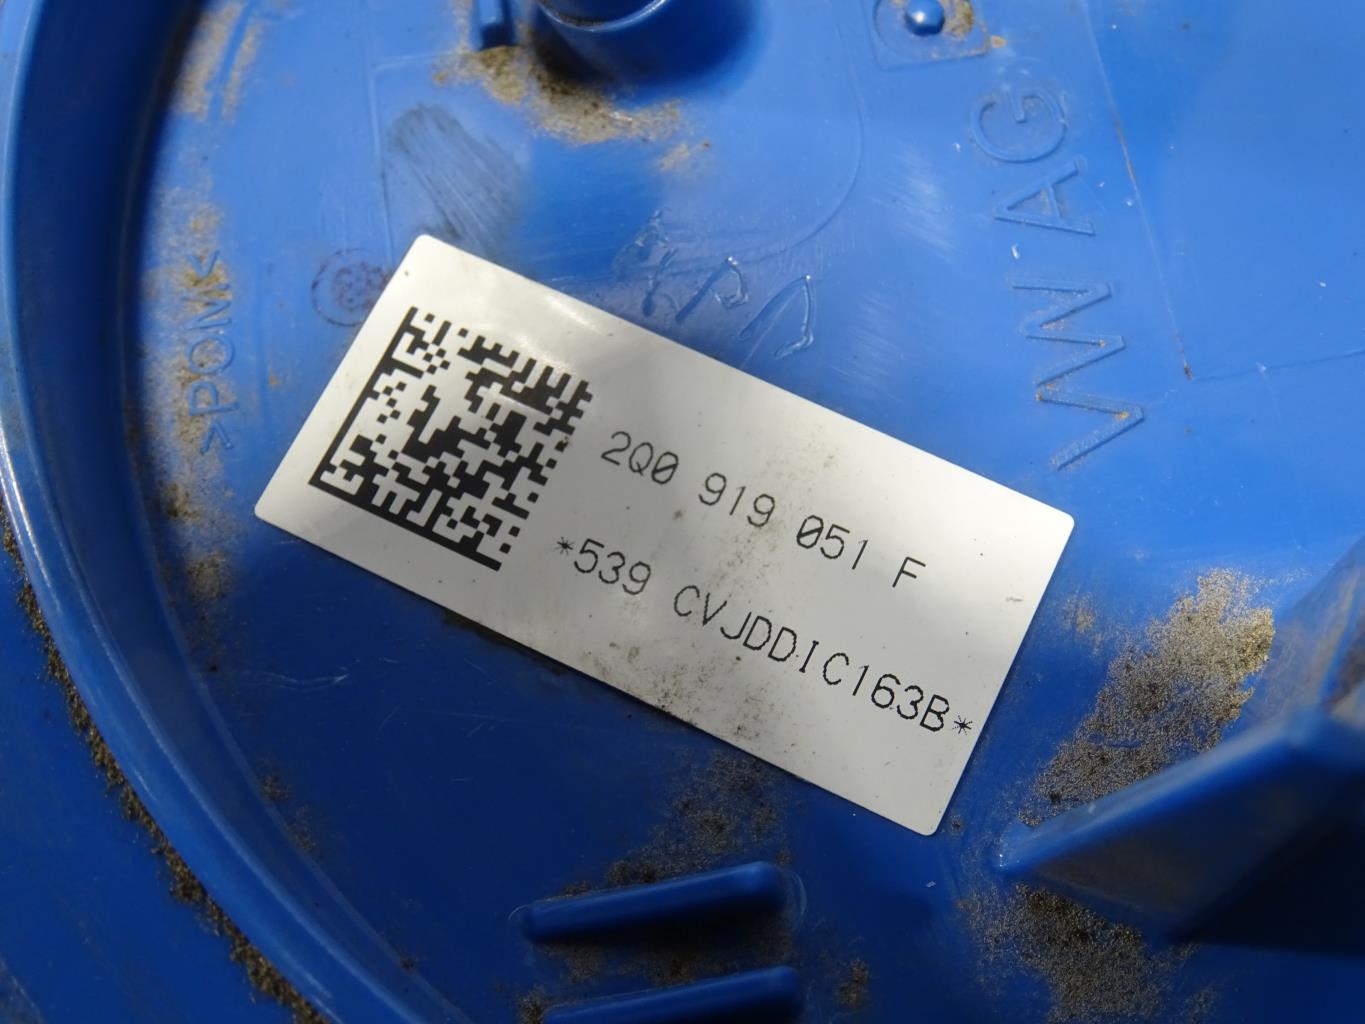 2Q0 919 051 F
*539 CVJDDIC163B*
VW AG
>POM<